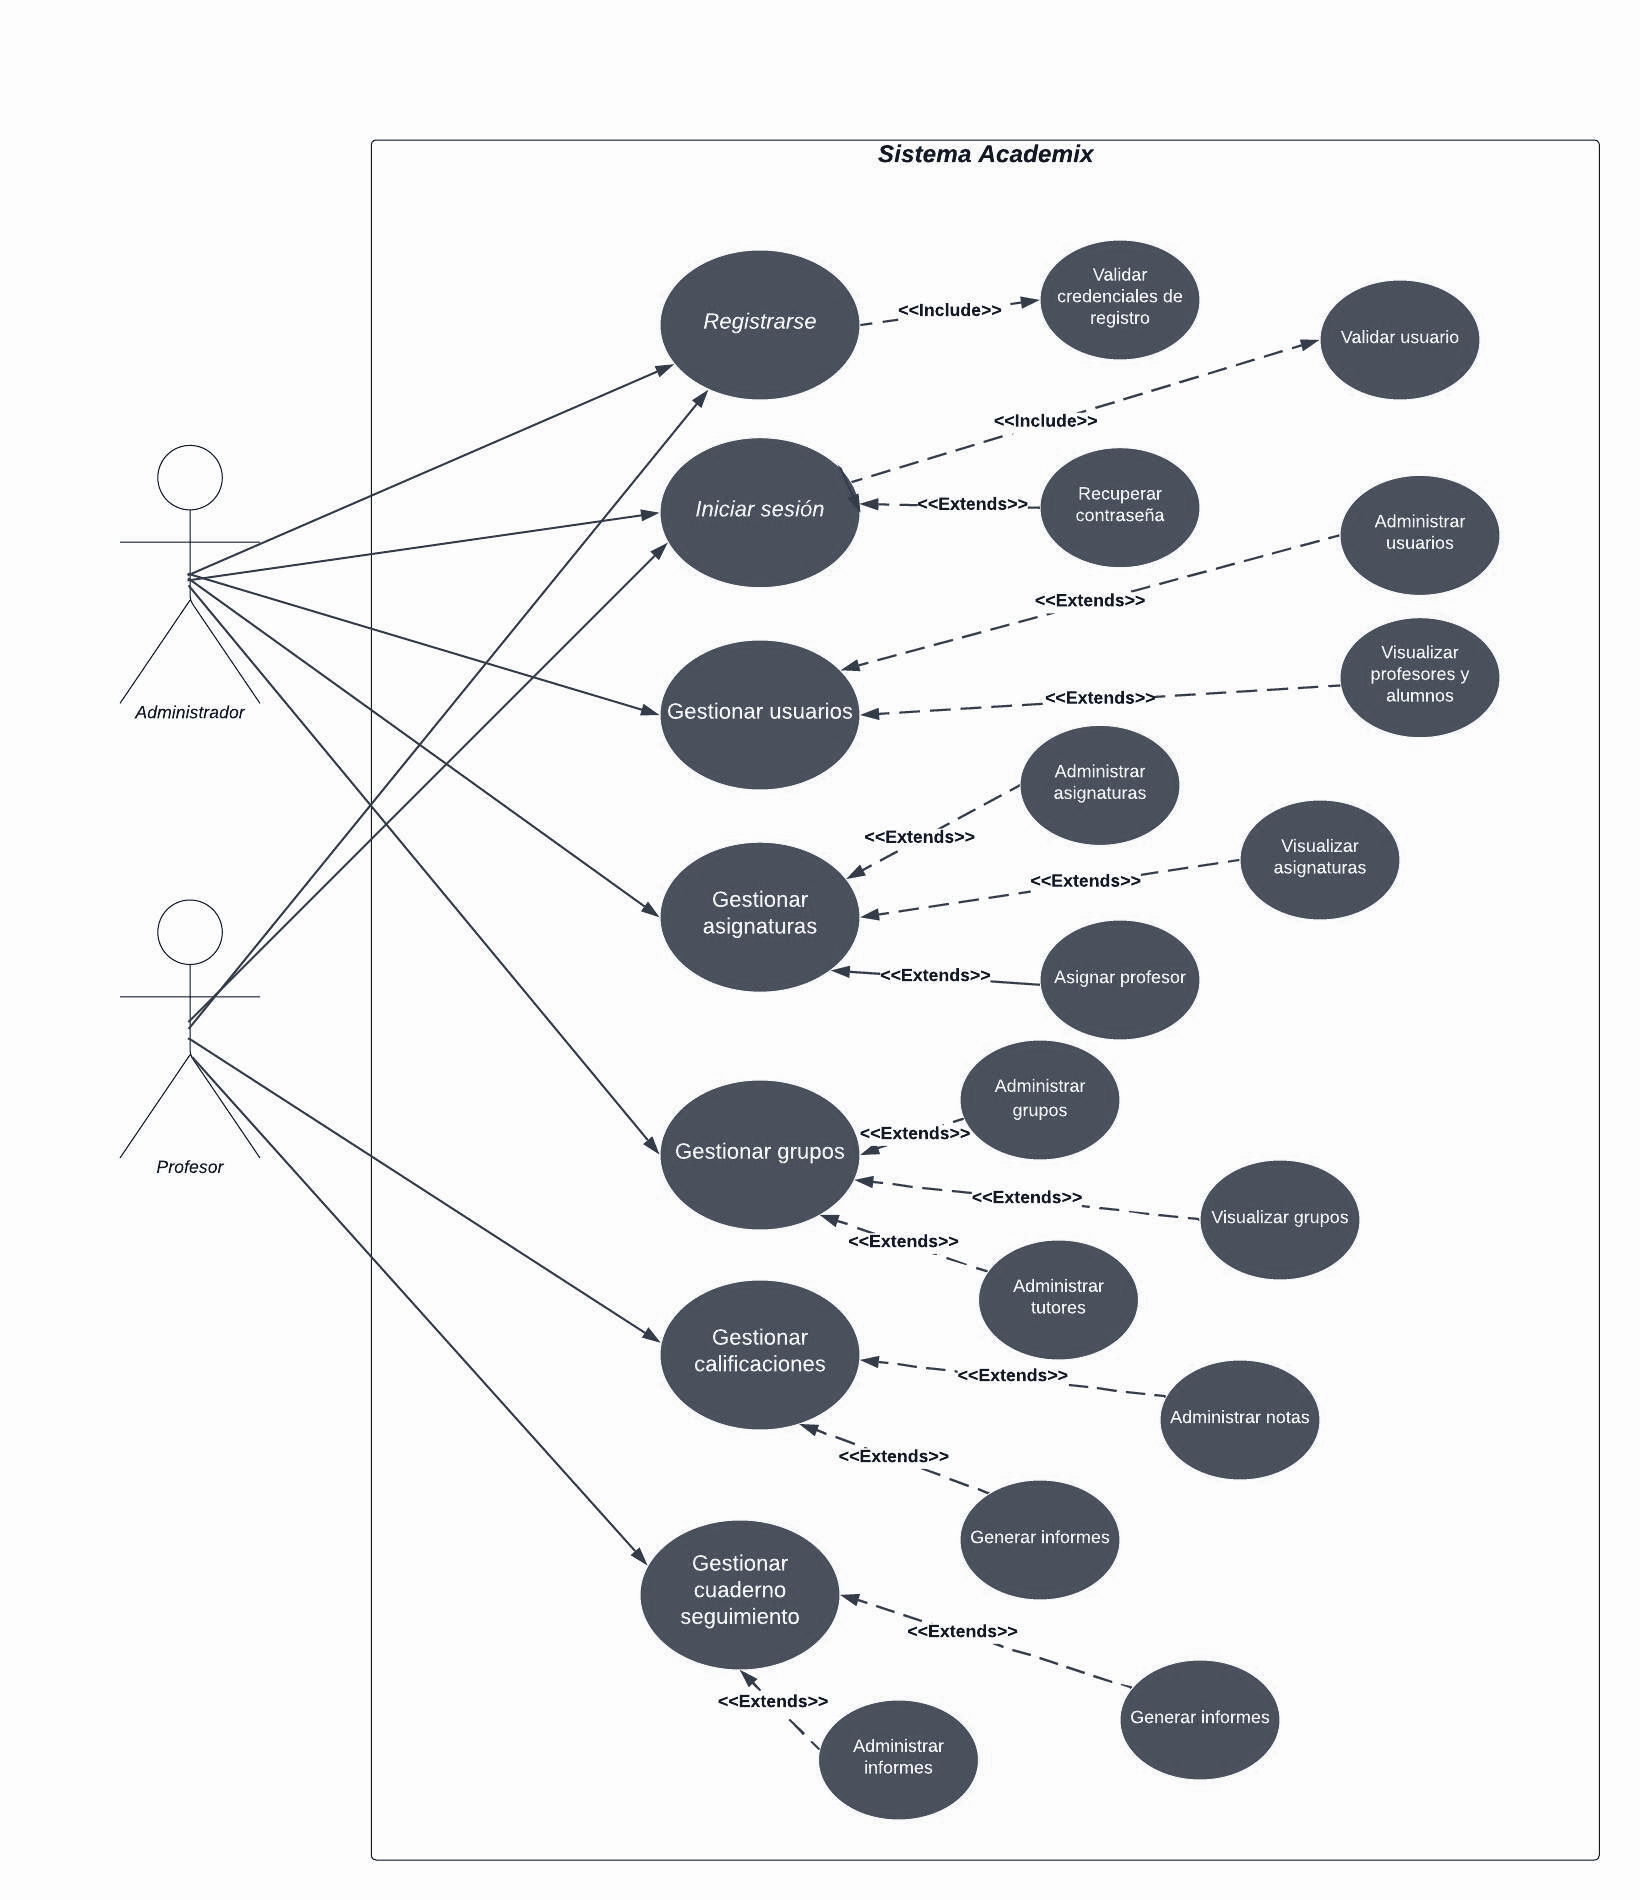 Sistema Academix
Registrarse
<<Include>>
Validar
credenciales de
registro
Validar usuario
<<Include>>
Iniciar sesión
<<Extends>>
Recuperar
contraseña
Administrar
usuarios
<<Extends>>
Visualizar
profesores y
alumnos
<<Extends>>
Gestionar usuarios
Administrador
Administrar
asignaturas
<<Extends>>
Visualizar
asignaturas
<<Extends>>
Gestionar
asignaturas
<<Extends>>
Asignar profesor
Profesor
Administrar
grupos
<<Extends>>
Gestionar grupos
<<Extends>>
Visualizar grupos
<<Extends>>
Administrar
tutores
Gestionar
calificaciones
<<Extends>>
Administrar notas
<<Extends>>
Generar informes
Gestionar
cuaderno
seguimiento
<<Extends>>
Generar informes
<<Extends>>
Administrar
informes